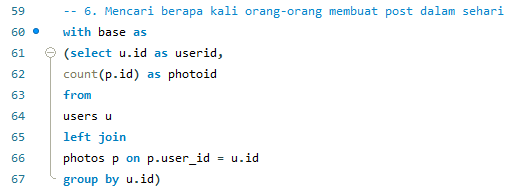 59 -- 6. Mencari berapa kali orang-orang membuat post dalam sehari
60 with base as
61 (select u.id as userid,
62 count(p.id) as photoid
63 from
64 users u
65 left join
66 photos p on p.user_id = u.id
67 group by u.id)